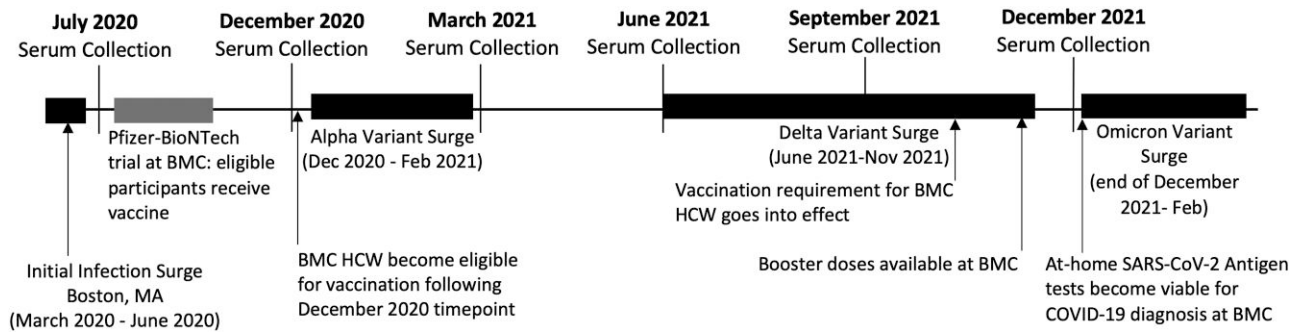 July 2020
Serum Collection
December 2020
Serum Collection
March 2021
Serum Collection
June 2021
Serum Collection
September 2021
Serum Collection
December 2021
Serum Collection
Pfizer-BioNTech
trial at BMC: eligible
participants receive
vaccine
Alpha Variant Surge
(Dec 2020 - Feb 2021)
Delta Variant Surge
(June 2021-Nov 2021)
Omicron Variant
Surge
(end of December
2021- Feb)
Vaccination requirement for BMC
HCW goes into effect
Initial Infection Surge
Boston, MA
(March 2020 - June 2020)
BMC HCW become eligible
for vaccination following
December 2020 timepoint
Booster doses available at BMC
At-home SARS-CoV-2 Antigen
tests become viable for
COVID-19 diagnosis at BMC